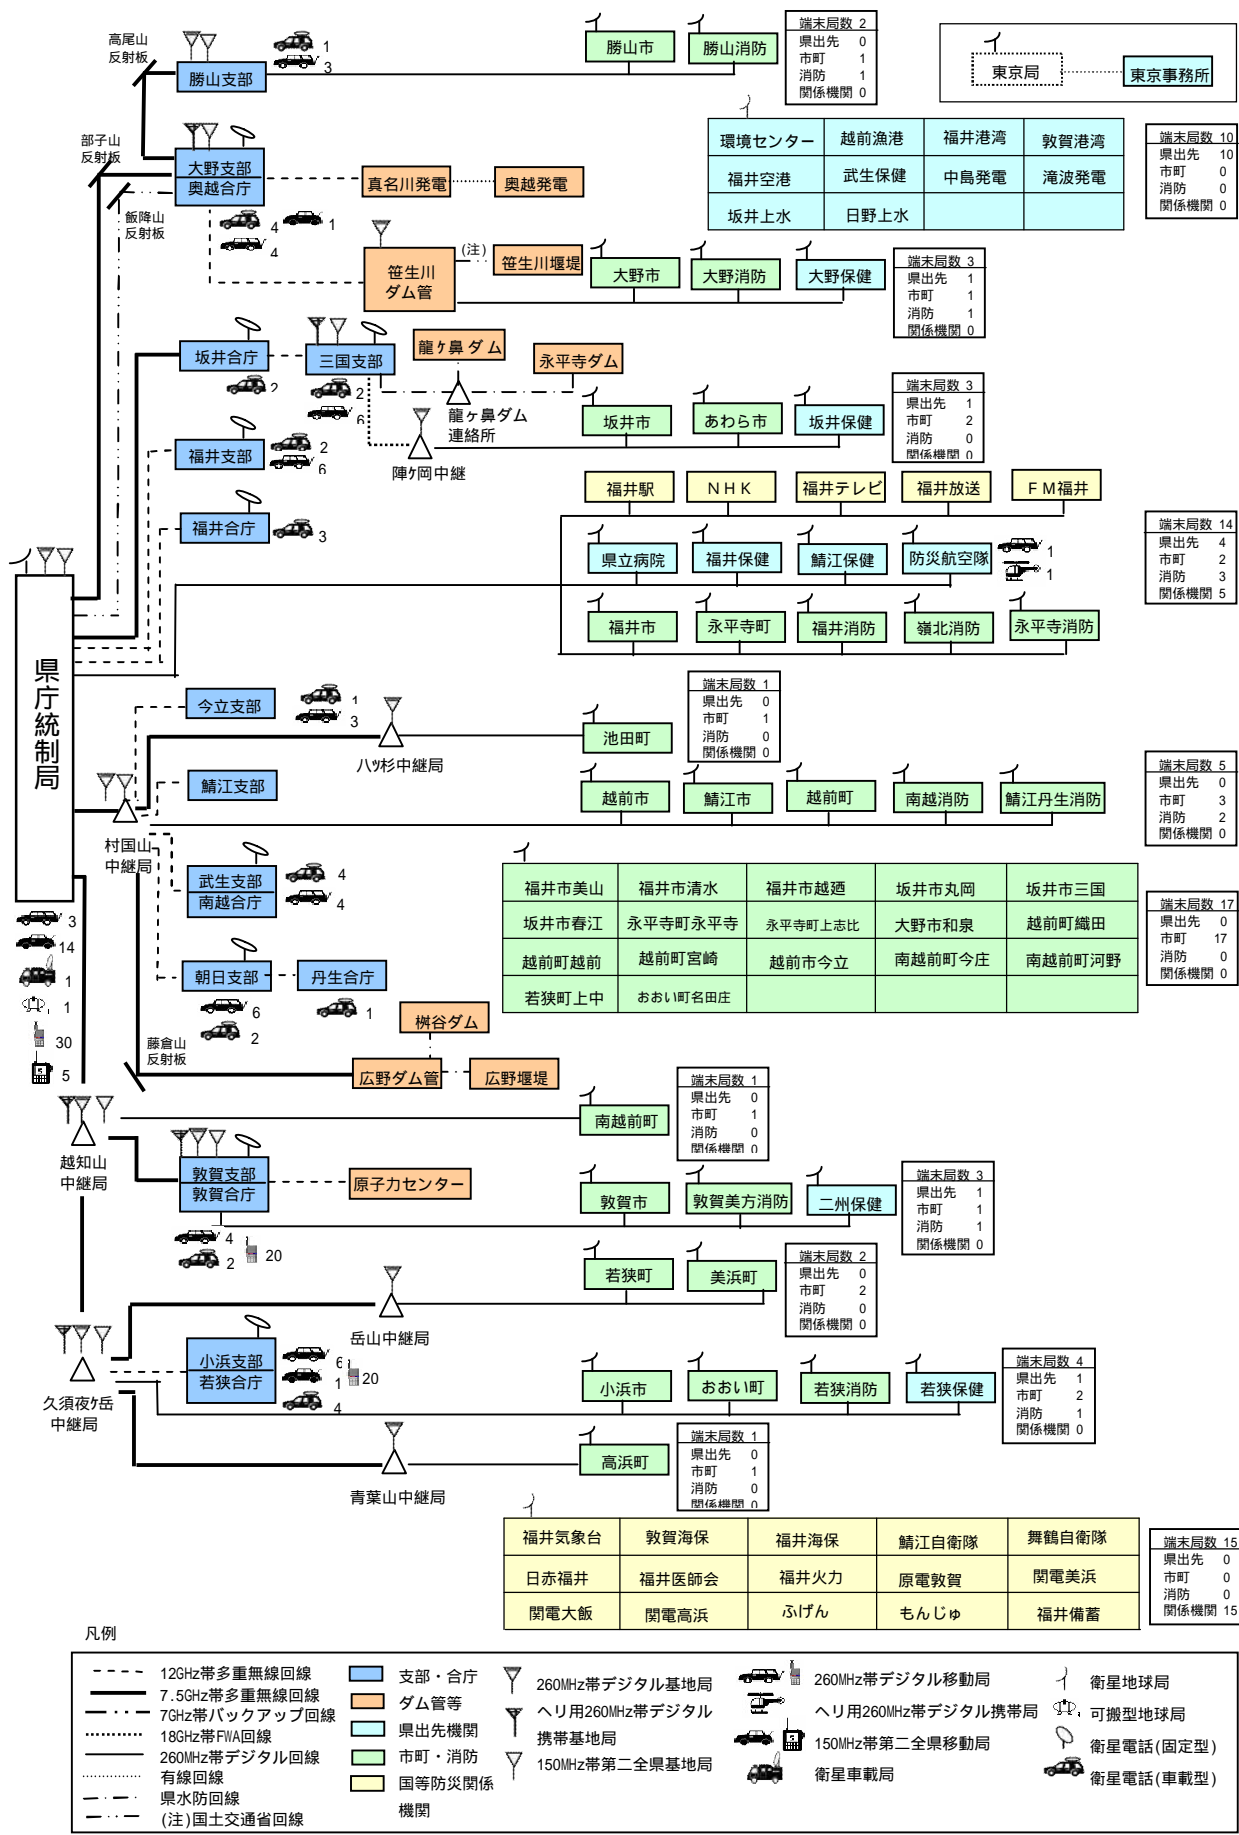 高尾山
反射板
勝山支部
1
3
勝山市
勝山消防
端末局数 2
県出先 0
市町 1
消防 1
関係機関 0
東京局
東京事務所
部子山
反射板
大野支部
奥越合庁
飯降山
反射板
4
1
4
真名川発電
奥越発電
環境センター
越前漁港
福井港湾
敦賀港湾
福井空港
武生保健
中島発電
滝波発電
坂井上水
日野上水
端末局数 10
県出先 10
市町 0
消防 0
関係機関 0
笹生川
ダム管
(注)
笹生川堰堤
大野市
大野消防
大野保健
端末局数 3
県出先 1
市町 1
消防 1
関係機関 0
坂井合庁
2
三国支部
2
6
龍ヶ鼻ダム
永平寺ダム
龍ヶ鼻ダム
連絡所
陣ケ岡中継
坂井市
あわら市
坂井保健
端末局数 3
県出先 1
市町 2
消防 0
関係機関 0
福井支部
2
6
福井合庁
3
福井駅
NHK
福井テレビ
福井放送
FM福井
県立病院
福井保健
鯖江保健
防災航空隊
1
1
福井市
永平寺町
福井消防
嶺北消防
永平寺消防
端末局数 14
県出先 4
市町 2
消防 3
関係機関 5
県庁統制局
今立支部
1
3
八ツ杉中継局
池田町
端末局数 1
県出先 0
市町 1
消防 0
関係機関 0
鯖江支部
村国山
中継局
越前市
鯖江市
越前町
南越消防
鯖江丹生消防
端末局数 5
県出先 0
市町 3
消防 2
関係機関 0
武生支部
南越合庁
4
4
福井市美山
福井市清水
福井市越廼
坂井市丸岡
坂井市三国
坂井市春江
永平寺町永平寺
永平寺町上志比
大野市和泉
越前町織田
越前町越前
越前町宮崎
越前市今立
南越前町今庄
南越前町河野
若狭町上中
おおい町名田庄
端末局数 17
県出先 0
市町 17
消防 0
関係機関 0
3
14
1
1
30
5
朝日支部
6
2
丹生合庁
1
藤倉山
反射板
桝谷ダム
広野ダム管
広野堰堤
越知山
中継局
南越前町
端末局数 1
県出先 0
市町 1
消防 0
関係機関 0
敦賀支部
敦賀合庁
4
2
20
原子力センター
敦賀市
敦賀美方消防
二州保健
端末局数 3
県出先 1
市町 1
消防 1
関係機関 0
岳山中継局
若狭町
美浜町
端末局数 2
県出先 0
市町 2
消防 0
関係機関 0
久須夜ケ岳
中継局
小浜支部
若狭合庁
6
1
20
4
小浜市
おおい町
若狭消防
若狭保健
端末局数 4
県出先 1
市町 2
消防 1
関係機関 0
青葉山中継局
高浜町
端末局数 1
県出先 0
市町 1
消防 0
関係機関 0
福井気象台
敦賀海保
福井海保
鯖江自衛隊
舞鶴自衛隊
日赤福井
福井医師会
福井火力
原電敦賀
関電美浜
関電大飯
関電高浜
ふげん
もんじゅ
福井備蓄
端末局数 15
県出先 0
市町 0
消防 0
関係機関 15
凡例
12GHz帯多重無線回線
7.5GHz帯多重無線回線
7GHz帯バックアップ回線
18GHz帯FWA回線
260MHz帯デジタル回線
有線回線
県水防回線
(注)国土交通省回線
支部・合庁
ダム管等
県出先機関
市町・消防
国等防災関係
機関
260MHz帯デジタル基地局
ヘリ用260MHz帯デジタル
携帯基地局
150MHz帯第二全県基地局
260MHz帯デジタル移動局
ヘリ用260MHz帯デジタル携帯局
150MHz帯第二全県移動局
衛星車載局
衛星地球局
可搬型地球局
衛星電話(固定型)
衛星電話(車載型)